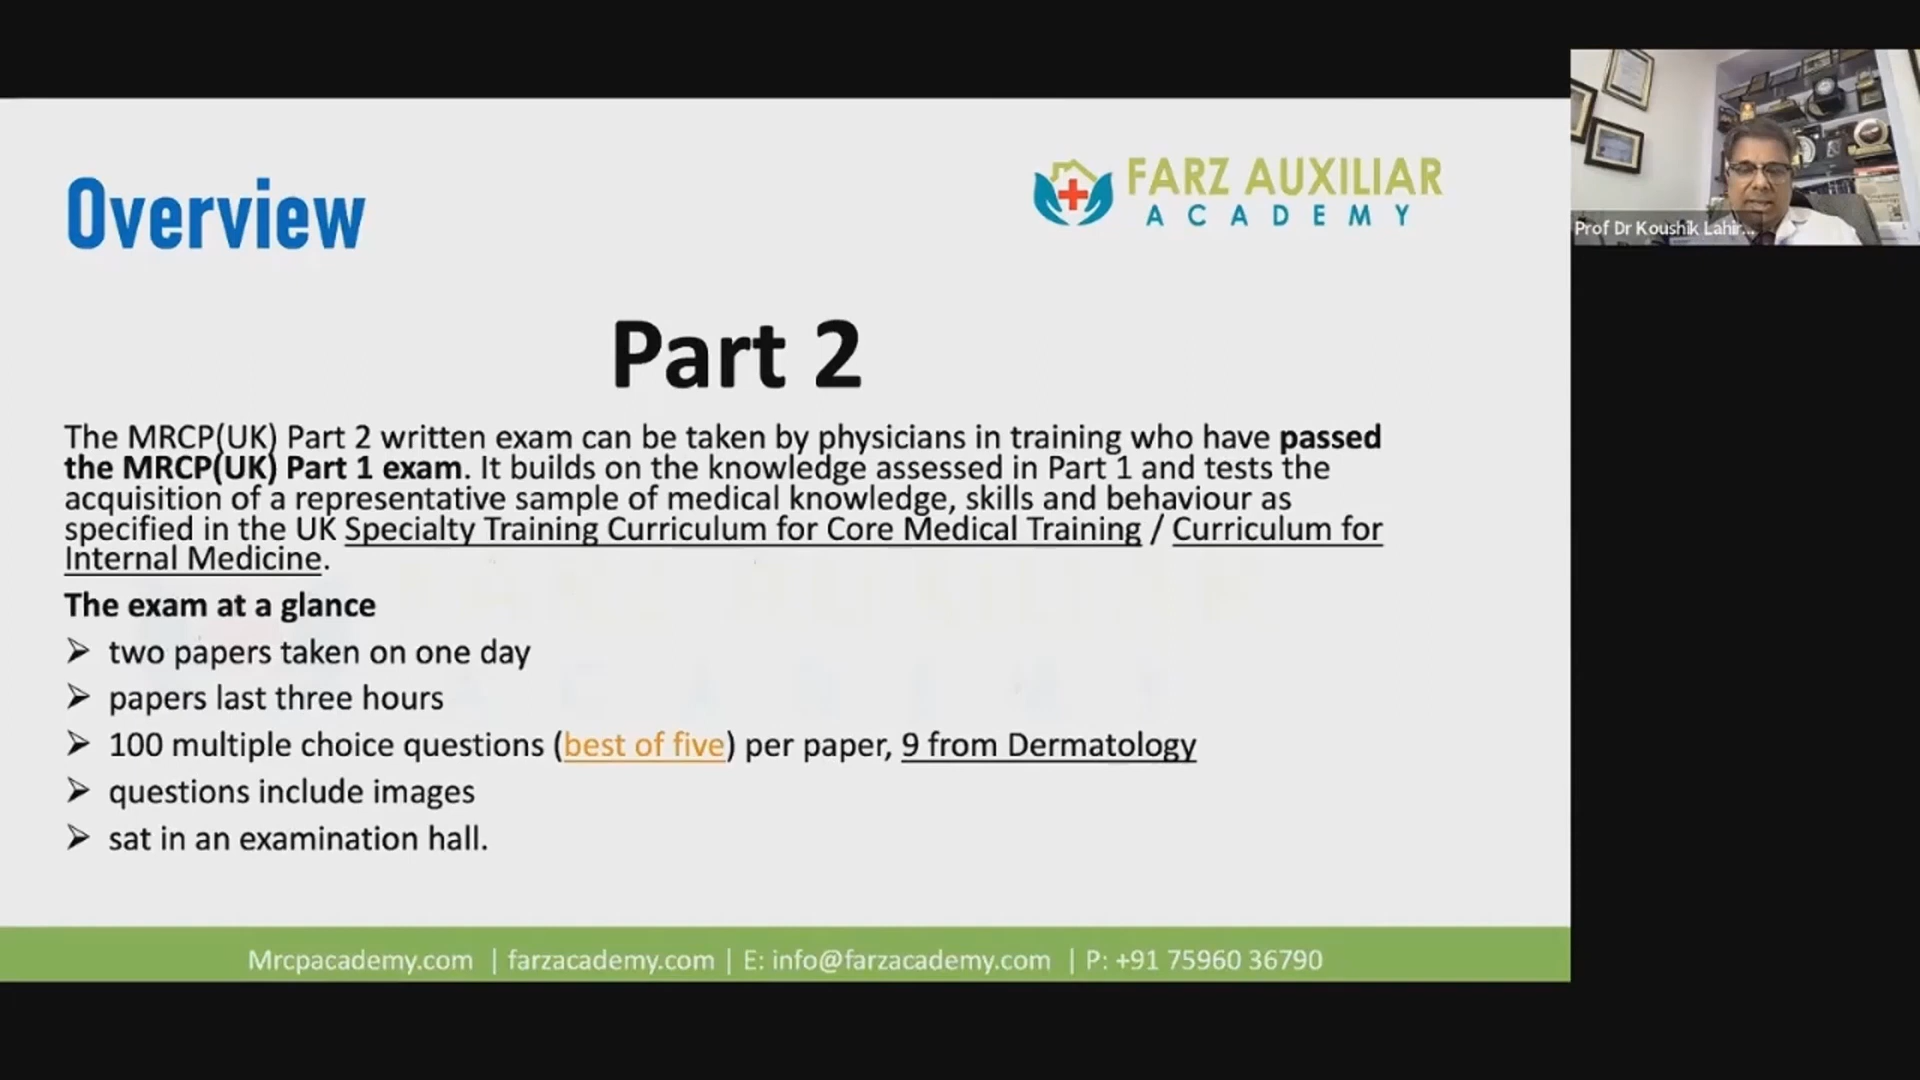 Overview
FARZ AUXILIAR
ACADEMY
Prof Dr Koushik Lahir...
Part 2
The MRCP(UK) Part 2 written exam can be taken by physicians in training who have passed
the MRCP(UK) Part 1 exam. It builds on the knowledge assessed in Part 1 and tests the
acquisition of a representative sample of medical knowledge, skills and behaviour as
specified in the UK Specialty Training Curriculum for Core Medical Training / Curriculum for
Internal Medicine.
The exam at a glance
two papers taken on one day
papers last three hours
100 multiple choice questions (best of five) per paper, 9 from Dermatology
questions include images
sat in an examination hall.
Mrcpacademy.com | farzacademy.com | E: info@farzacademy.com | P: +91 75960 36790